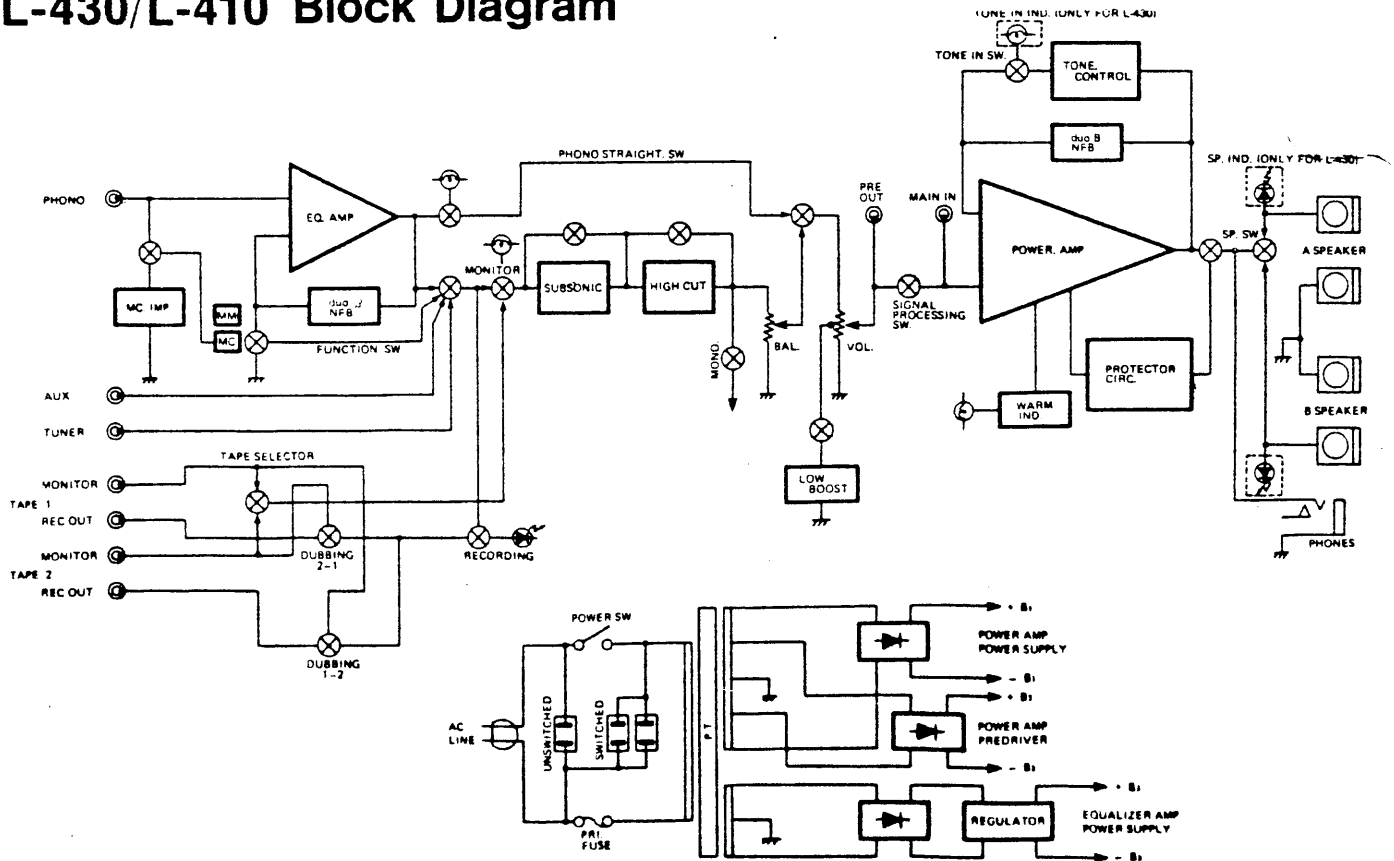 L-430/L-410 Block Diagram
TONE IN IND. (ONLY FOR L-430)
TONE IN SW.
TONE. CONTROL
duo B NFB
PHONO STRAIGHT. SW
SP. IND. (ONLY FOR L-430)
PHONO
EQ. AMP
PRE OUT
MAIN IN
POWER. AMP
SP. SW
A SPEAKER
MONITOR
SUBSONIC
HIGH CUT
MC IMP
MM
MC
duo B NFB
FUNCTION SW
SIGNAL PROCESSING SW.
BAL.
VOL.
MONO.
PROTECTOR CIRC.
WARM IND
B SPEAKER
AUX
TUNER
TAPE SELECTOR
LOW BOOST
MONITOR
TAPE 1
REC OUT
MONITOR
TAPE 2
REC OUT
DUBBING 2-1
RECORDING
PHONES
DUBBING 1-2
POWER SW
AC LINE
UNSWITCHED
SWITCHED
PRI. FUSE
P.T
POWER AMP POWER SUPPLY
POWER AMP PREDRIVER
REGULATOR
EQUALIZER AMP POWER SUPPLY